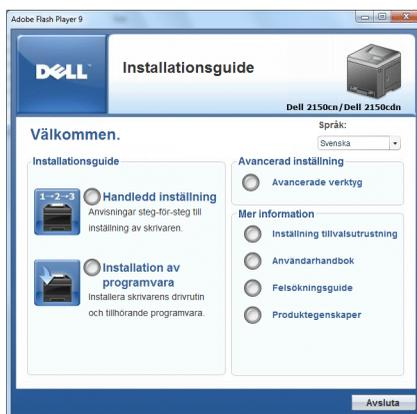 Adobe Flash Player 9
DELL
Installationsguide
Dell 2150cn/Dell 2150cdn
Välkommen.
Språk:
Svenska
Installationsguide
1→2→3
Handledd inställning
Anvisningar steg-för-steg till
inställning av skrivaren.
Installation av
programvara
Installera skrivarens drivrutin
och tillhörande programvara.
Avancerad inställning
Avancerade verktyg
Mer information
Inställning tillvalsutrustning
Användarhandbok
Felsökningsguide
Produktegenskaper
Avsluta